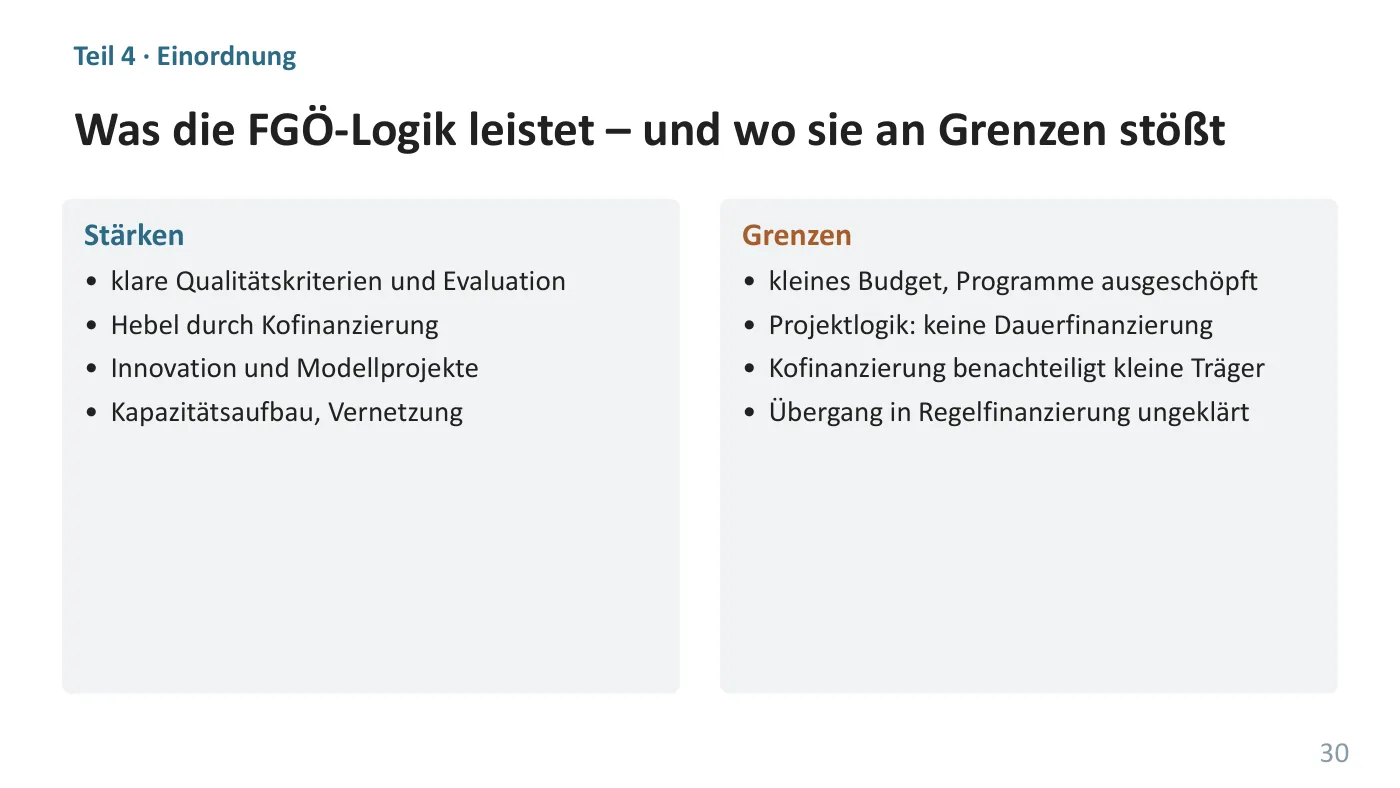 Teil 4 · Einordnung
Was die FGÖ-Logik leistet – und wo sie an Grenzen stößt
Stärken
• klare Qualitätskriterien und Evaluation
• Hebel durch Kofinanzierung
• Innovation und Modellprojekte
• Kapazitätsaufbau, Vernetzung
Grenzen
• kleines Budget, Programme ausgeschöpft
• Projektlogik: keine Dauerfinanzierung
• Kofinanzierung benachteiligt kleine Träger
• Übergang in Regelfinanzierung ungeklärt
30